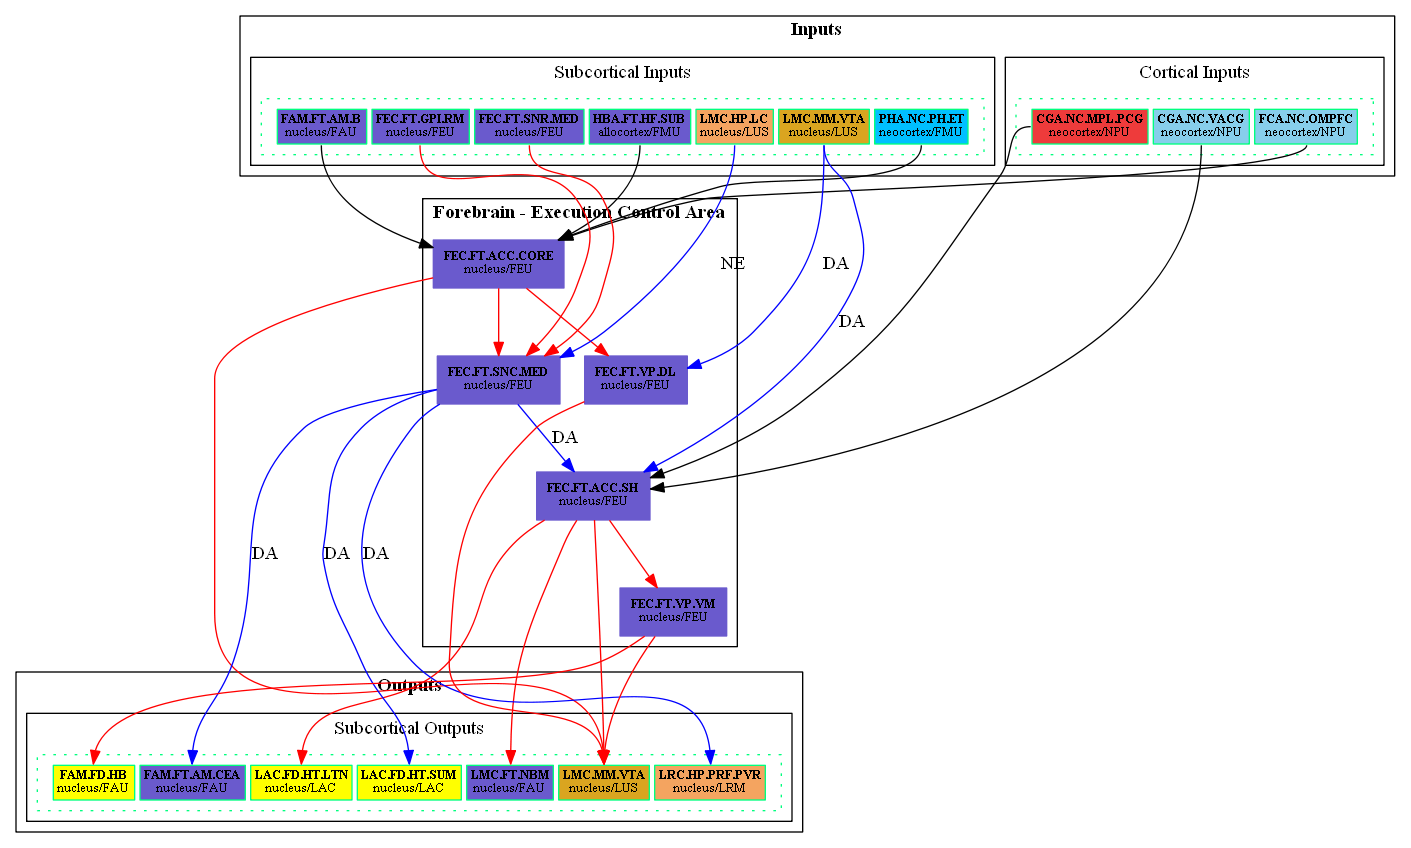 Inputs
Subcortical Inputs
Cortical Inputs
FAM.FT.AM.B
nucleus/FAU
FEC.FT.GPI.RM
nucleus/FEU
FEC.FT.SNR.MED
nucleus/FEU
HBA.FT.HF.SUB
allocortex/FMU
LMC.HP.LC
nucleus/LUS
LMC.MM.VTA
nucleus/LUS
PHA.NC.PH.ET
neocortex/FMU
CGA.NC.MPL.PCG
neocortex/NPU
CGA.NC.VACG
neocortex/NPU
FCA.NC.OMPFC
neocortex/NPU
Forebrain - Execution Control Area
FEC.FT.ACC.CORE
nucleus/FEU
NE
DA
DA
FEC.FT.SNC.MED
nucleus/FEU
FEC.FT.VP.DL
nucleus/FEU
DA
FEC.FT.ACC.SH
nucleus/FEU
DA
DA
DA
FEC.FT.VP.VM
nucleus/FEU
Outputs
Subcortical Outputs
FAM.FD.HB
nucleus/FAU
FAM.FT.AM.CEA
nucleus/FAU
LAC.FD.HT.LTN
nucleus/LAC
LAC.FD.HT.SUM
nucleus/LAC
LMC.FT.NBM
nucleus/FAU
LMC.MM.VTA
nucleus/LUS
LRC.HP.PRF.PVR
nucleus/LRM